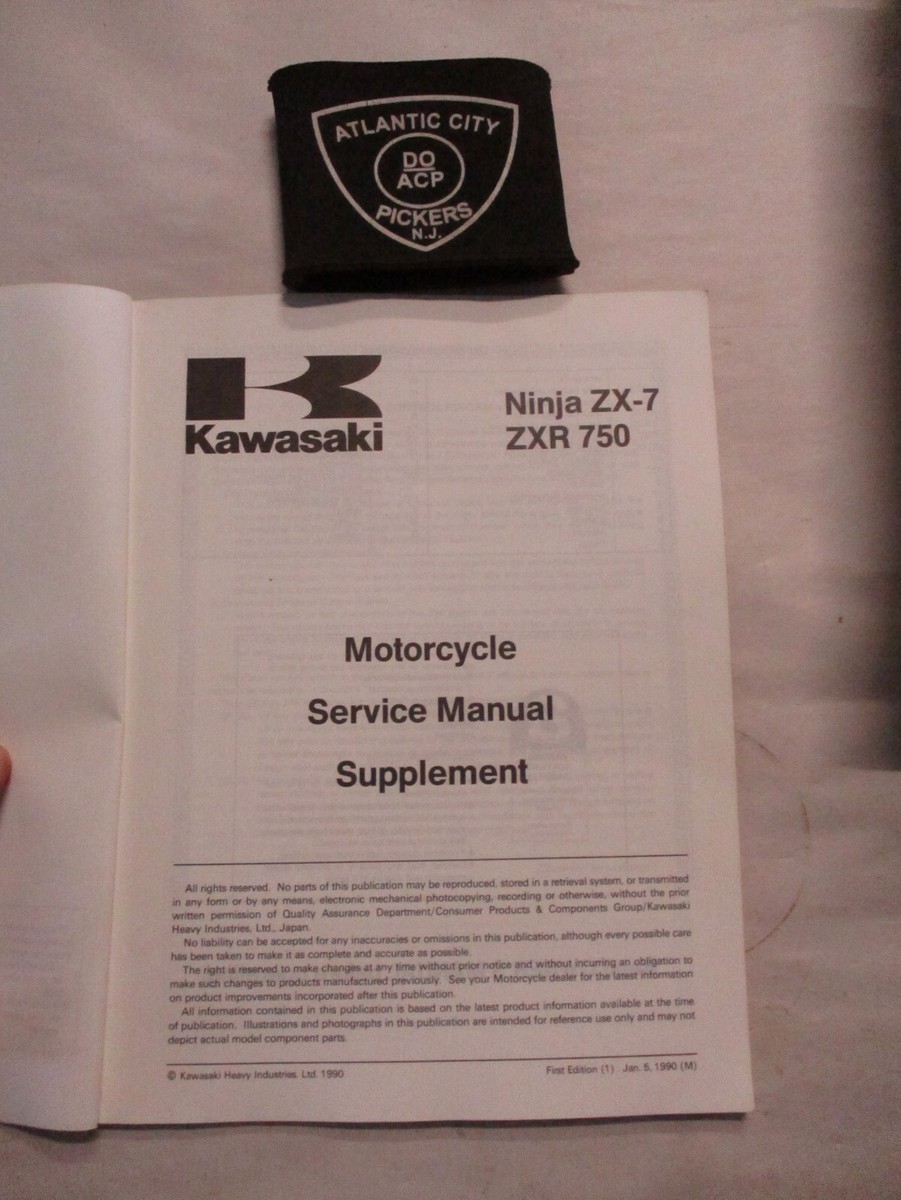 ATLANTIC CITY
DO
ACP
PICKERS
N.J.
Kawasaki
Ninja ZX-7
ZXR 750
Motorcycle
Service Manual
Supplement
All rights reserved. No parts of this publication may be reproduced, stored in a retrieval system, or transmitted
in any form or by any means, electronic mechanical photocopying, recording or otherwise, without the prior
written permission of Quality Assurance Department/Consumer Products & Components Group/Kawasaki
Heavy Industries, Ltd., Japan.
No liability can be accepted for any inaccuracies or omissions in this publication, although every possible care
has been taken to make it as complete and accurate as possible.
The right is reserved to make changes at any time without prior notice and without incurring an obligation to
make such changes to products manufactured previously. See your Motorcycle dealer for the latest information
on product improvements incorporated after this publication.
All information contained in this publication is based on the latest product information available at the time
of publication. Illustrations and photographs in this publication are intended for reference use only and may not
depict actual model component parts.
© Kawasaki Heavy Industries, Ltd. 1990
First Edition (1) Jan. 5, 1990 (M)